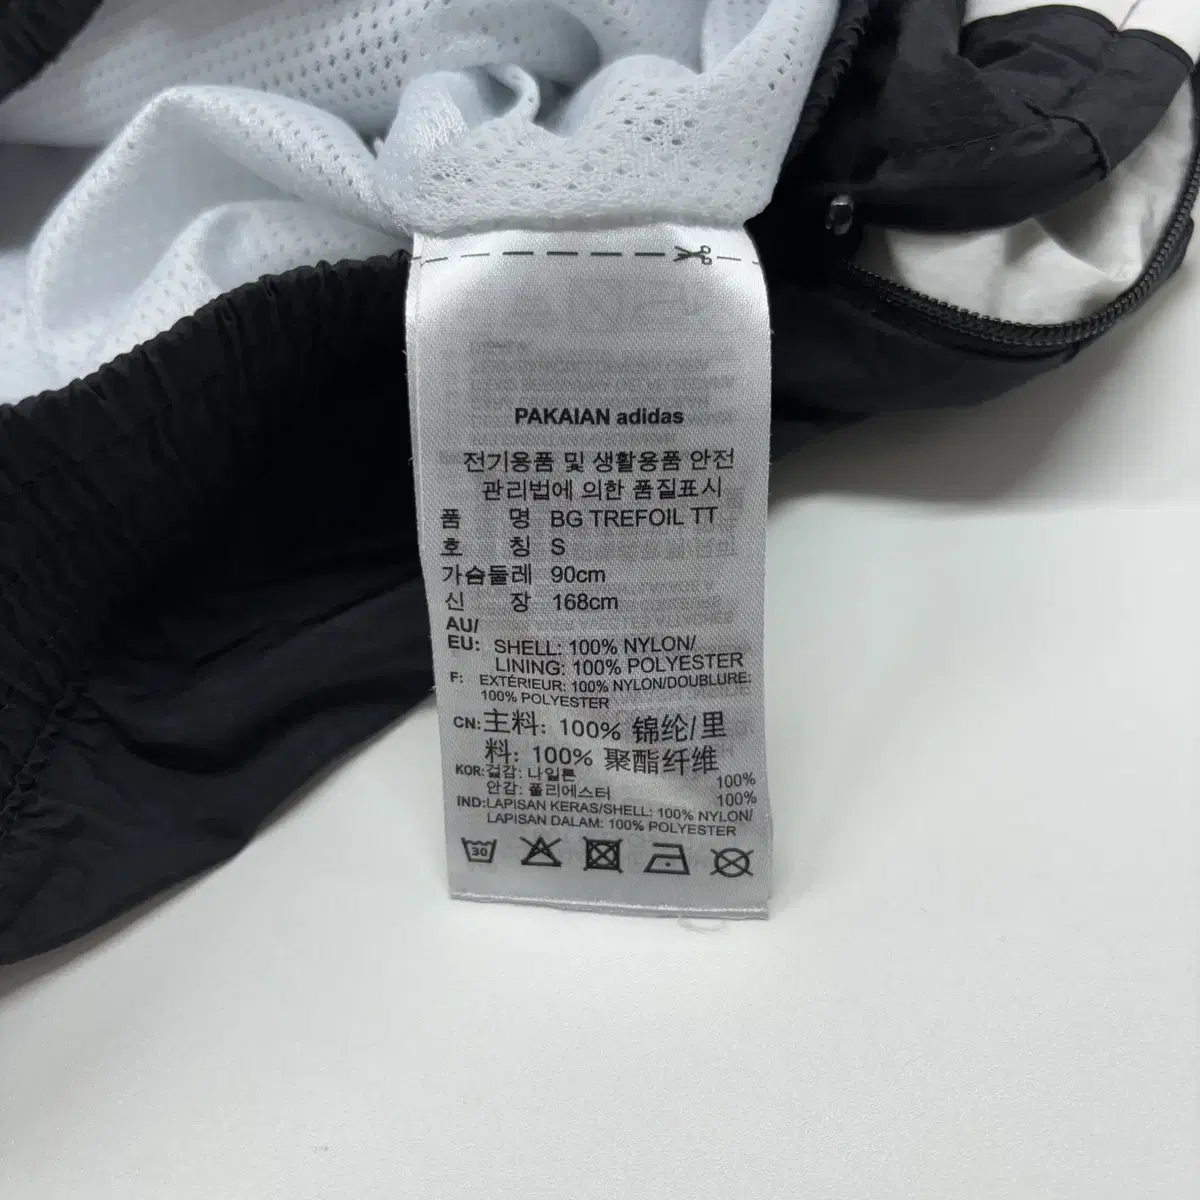 PAKAIAN adidas
전기용품 및 생활용품 안전
관리법에 의한 품질표시
품 명 BG TREFOIL TT
호 칭 S
가슴둘레 90cm
신 장 168cm
AU/
EU: SHELL: 100% NYLON/
LINING: 100% POLYESTER
F: EXTÉRIEUR: 100% NYLON/DOUBLURE:
100% POLYESTER
CN: 主料: 100% 锦纶/里
料: 100% 聚酯纤维
KOR: 겉감: 나일론 100%
안감: 폴리에스터 100%
IND: LAPISAN KERAS/SHELL: 100% NYLON/
LAPISAN DALAM: 100% POLYESTER
30